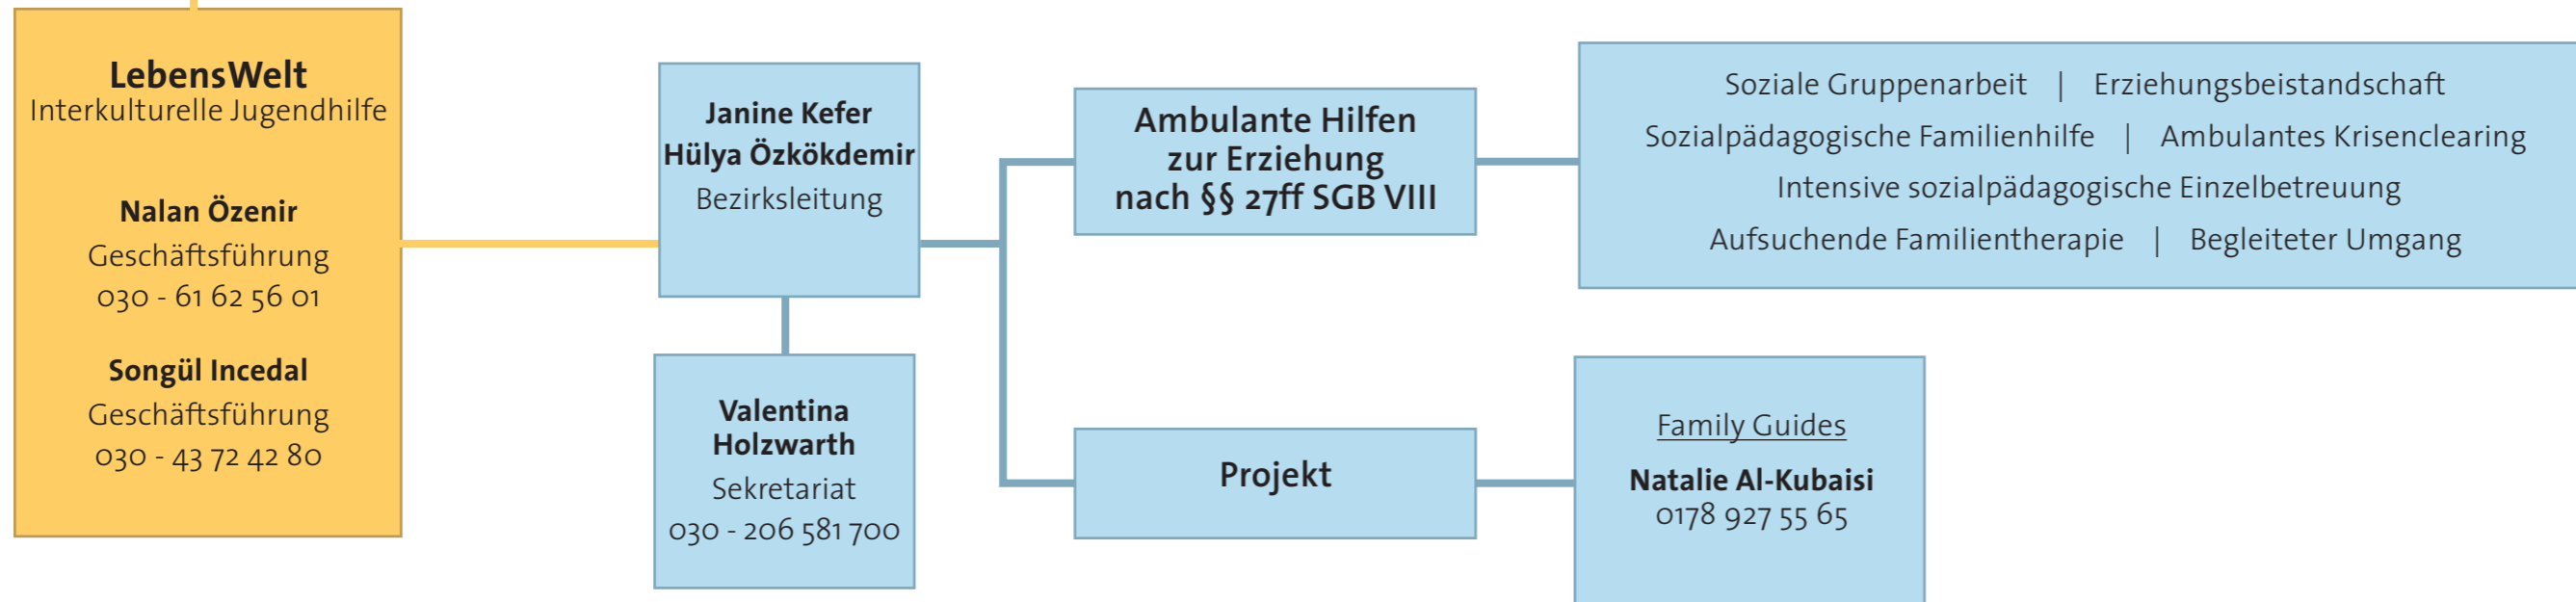 LebensWelt
Interkulturelle Jugendhilfe
Nalan Özenir
Geschäftsführung
030 - 61 62 56 01
Songül Incedal
Geschäftsführung
030 - 43 72 42 80
Janine Kefer
Hülya Özkökdemir
Bezirksleitung
Valentina
Holzwarth
Sekretariat
030 - 206 581 700
Ambulante Hilfen
zur Erziehung
nach §§ 27ff SGB VIII
Soziale Gruppenarbeit | Erziehungsbeistandschaft
Sozialpädagogische Familienhilfe | Ambulantes Krisenclearing
Intensive sozialpädagogische Einzelbetreuung
Aufsuchende Familientherapie | Begleiteter Umgang
Projekt
Family Guides
Natalie Al-Kubaisi
0178 927 55 65